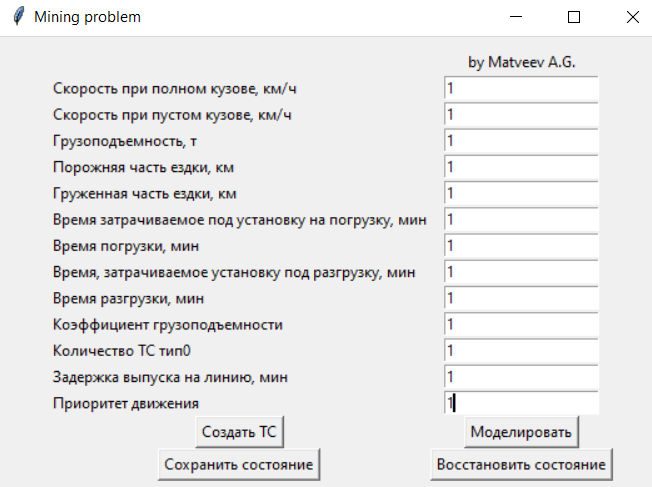 Mining problem
by Matveev A.G.
Скорость при полном кузове, км/ч 1
Скорость при пустом кузове, км/ч 1
Грузоподъемность, т 1
Порожняя часть ездки, км 1
Груженная часть ездки, км 1
Время затрачиваемое под установку на погрузку, мин 1
Время погрузки, мин 1
Время, затрачиваемое установку под разгрузку, мин 1
Время разгрузки, мин 1
Коэффициент грузоподъемности 1
Количество ТС тип0 1
Задержка выпуска на линию, мин 1
Приоритет движения 1
Создать ТС Моделировать
Сохранить состояние Восстановить состояние